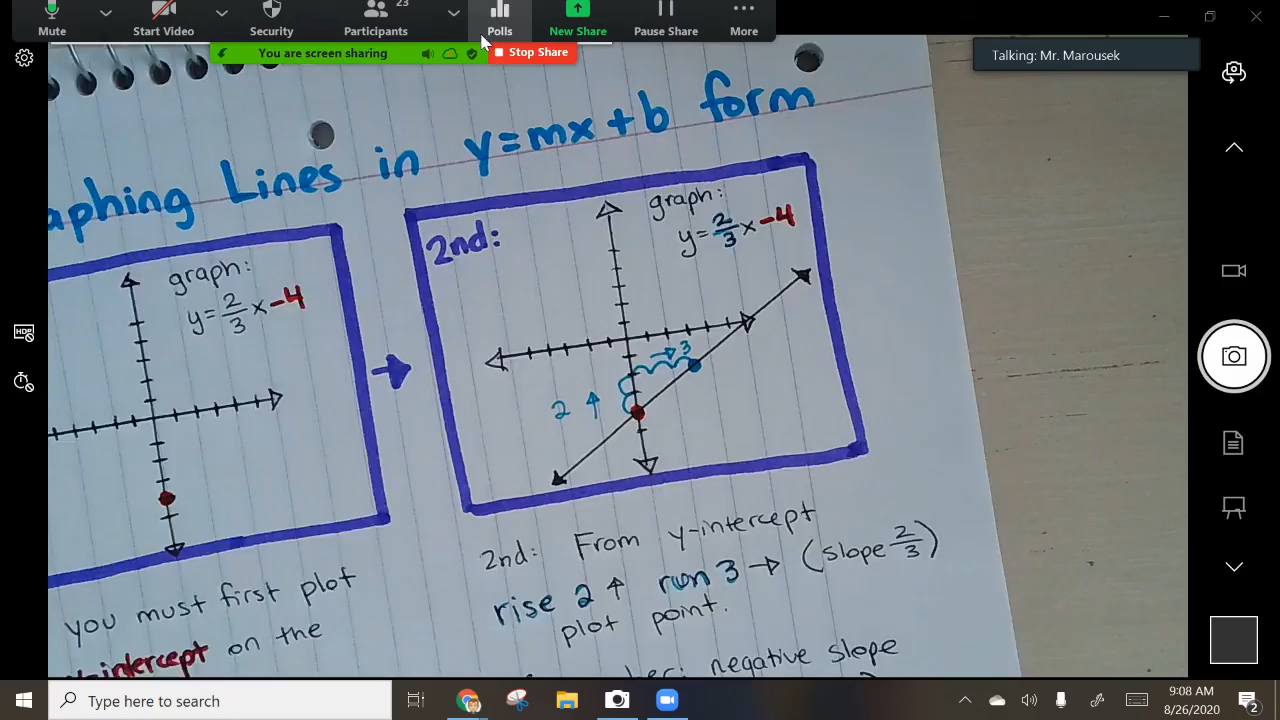 23
Mute
Start Video
Security
Participants
Polls
New Share
Pause Share
More
You are screen sharing
Stop Share
Talking: Mr. Marousek
aphing Lines in y=mx+b form
graph:
y=2/3x-4
2nd:
graph:
y=2/3x-4
→3
2↑
you must first plot
-intercept on the
2nd: From y-intercept
rise 2↑ run 3→ (slope 2/3)
plot point.
negative slope
HDR
Type here to search
9:08 AM
8/26/2020
2